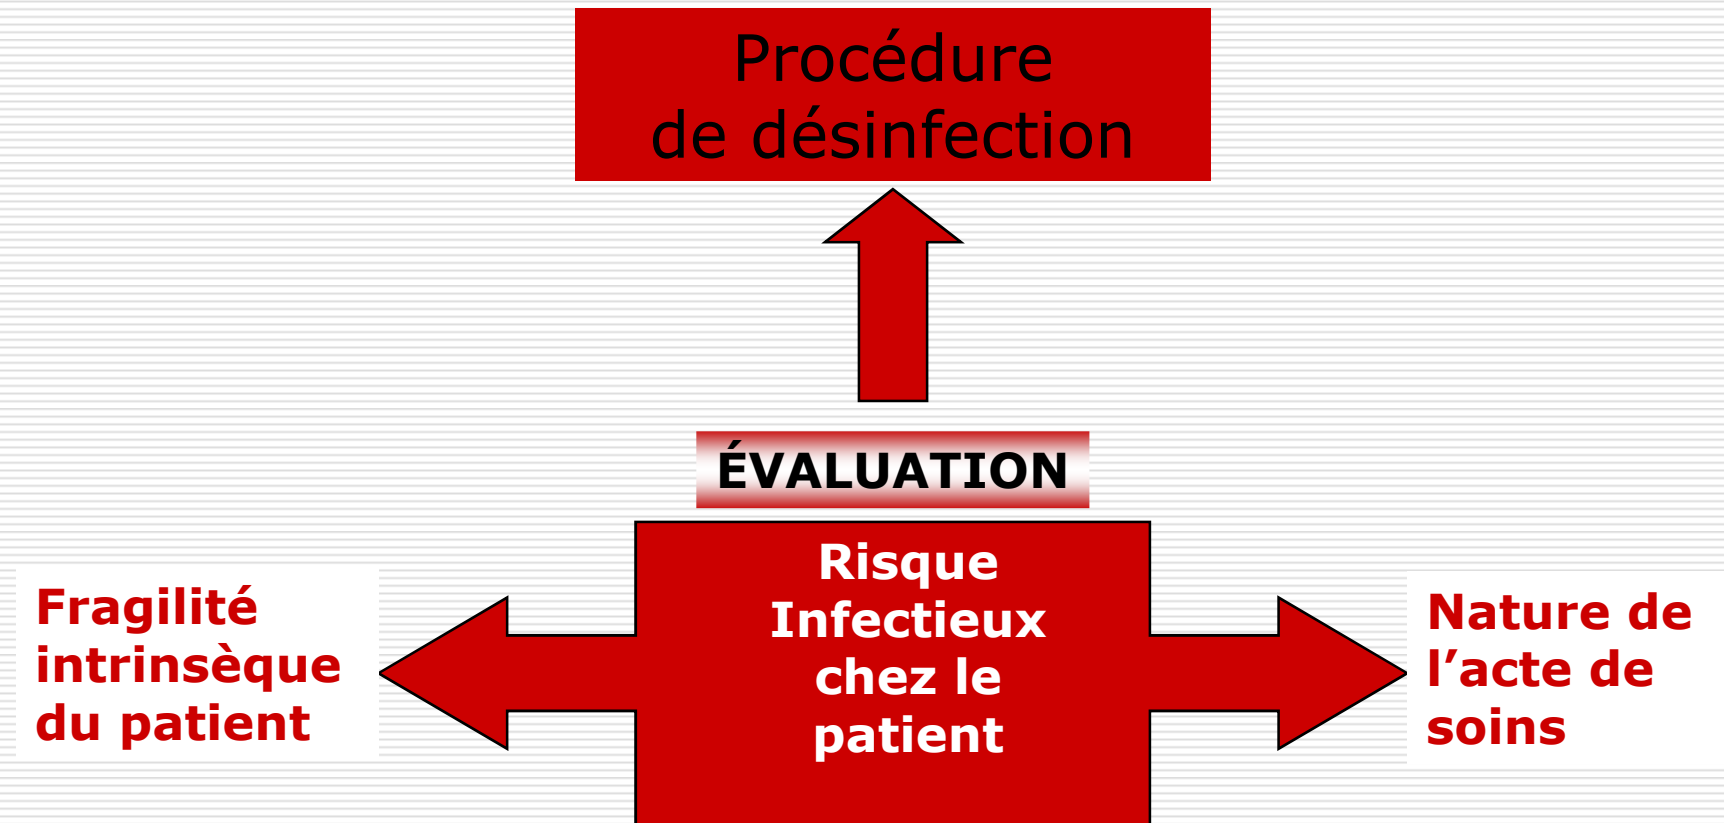 Procédure
de désinfection
ÉVALUATION
Risque
Infectieux
chez le
patient
Fragilité
intrinsèque
du patient
Nature de
l’acte de
soins